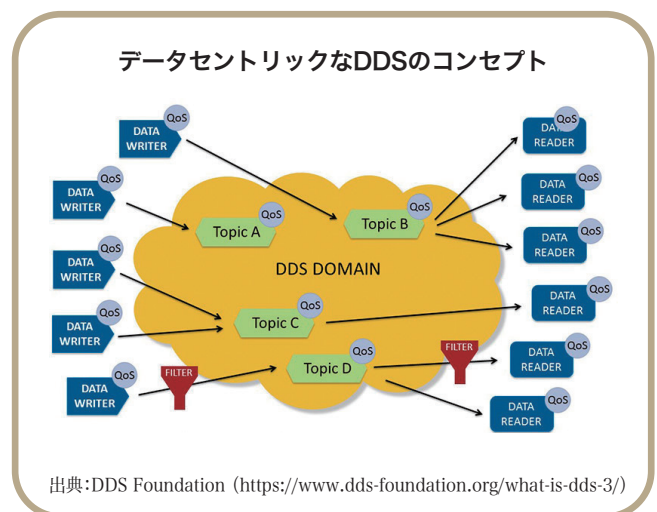 データセントリックなDDSのコンセプト
QoS
DATA
WRITER
QoS
DATA
READER
QoS
DATA
WRITER
QoS
DATA
READER
QoS
Topic A
QoS
Topic B
QoS
DATA
READER
QoS
DATA
WRITER
DDS DOMAIN
QoS
DATA
READER
QoS
Topic C
QoS
DATA
WRITER
QoS
Topic D
FILTER
QoS
DATA
READER
QoS
DATA
WRITER
FILTER
QoS
DATA
READER
出典:DDS Foundation (https://www.dds-foundation.org/what-is-dds-3/)